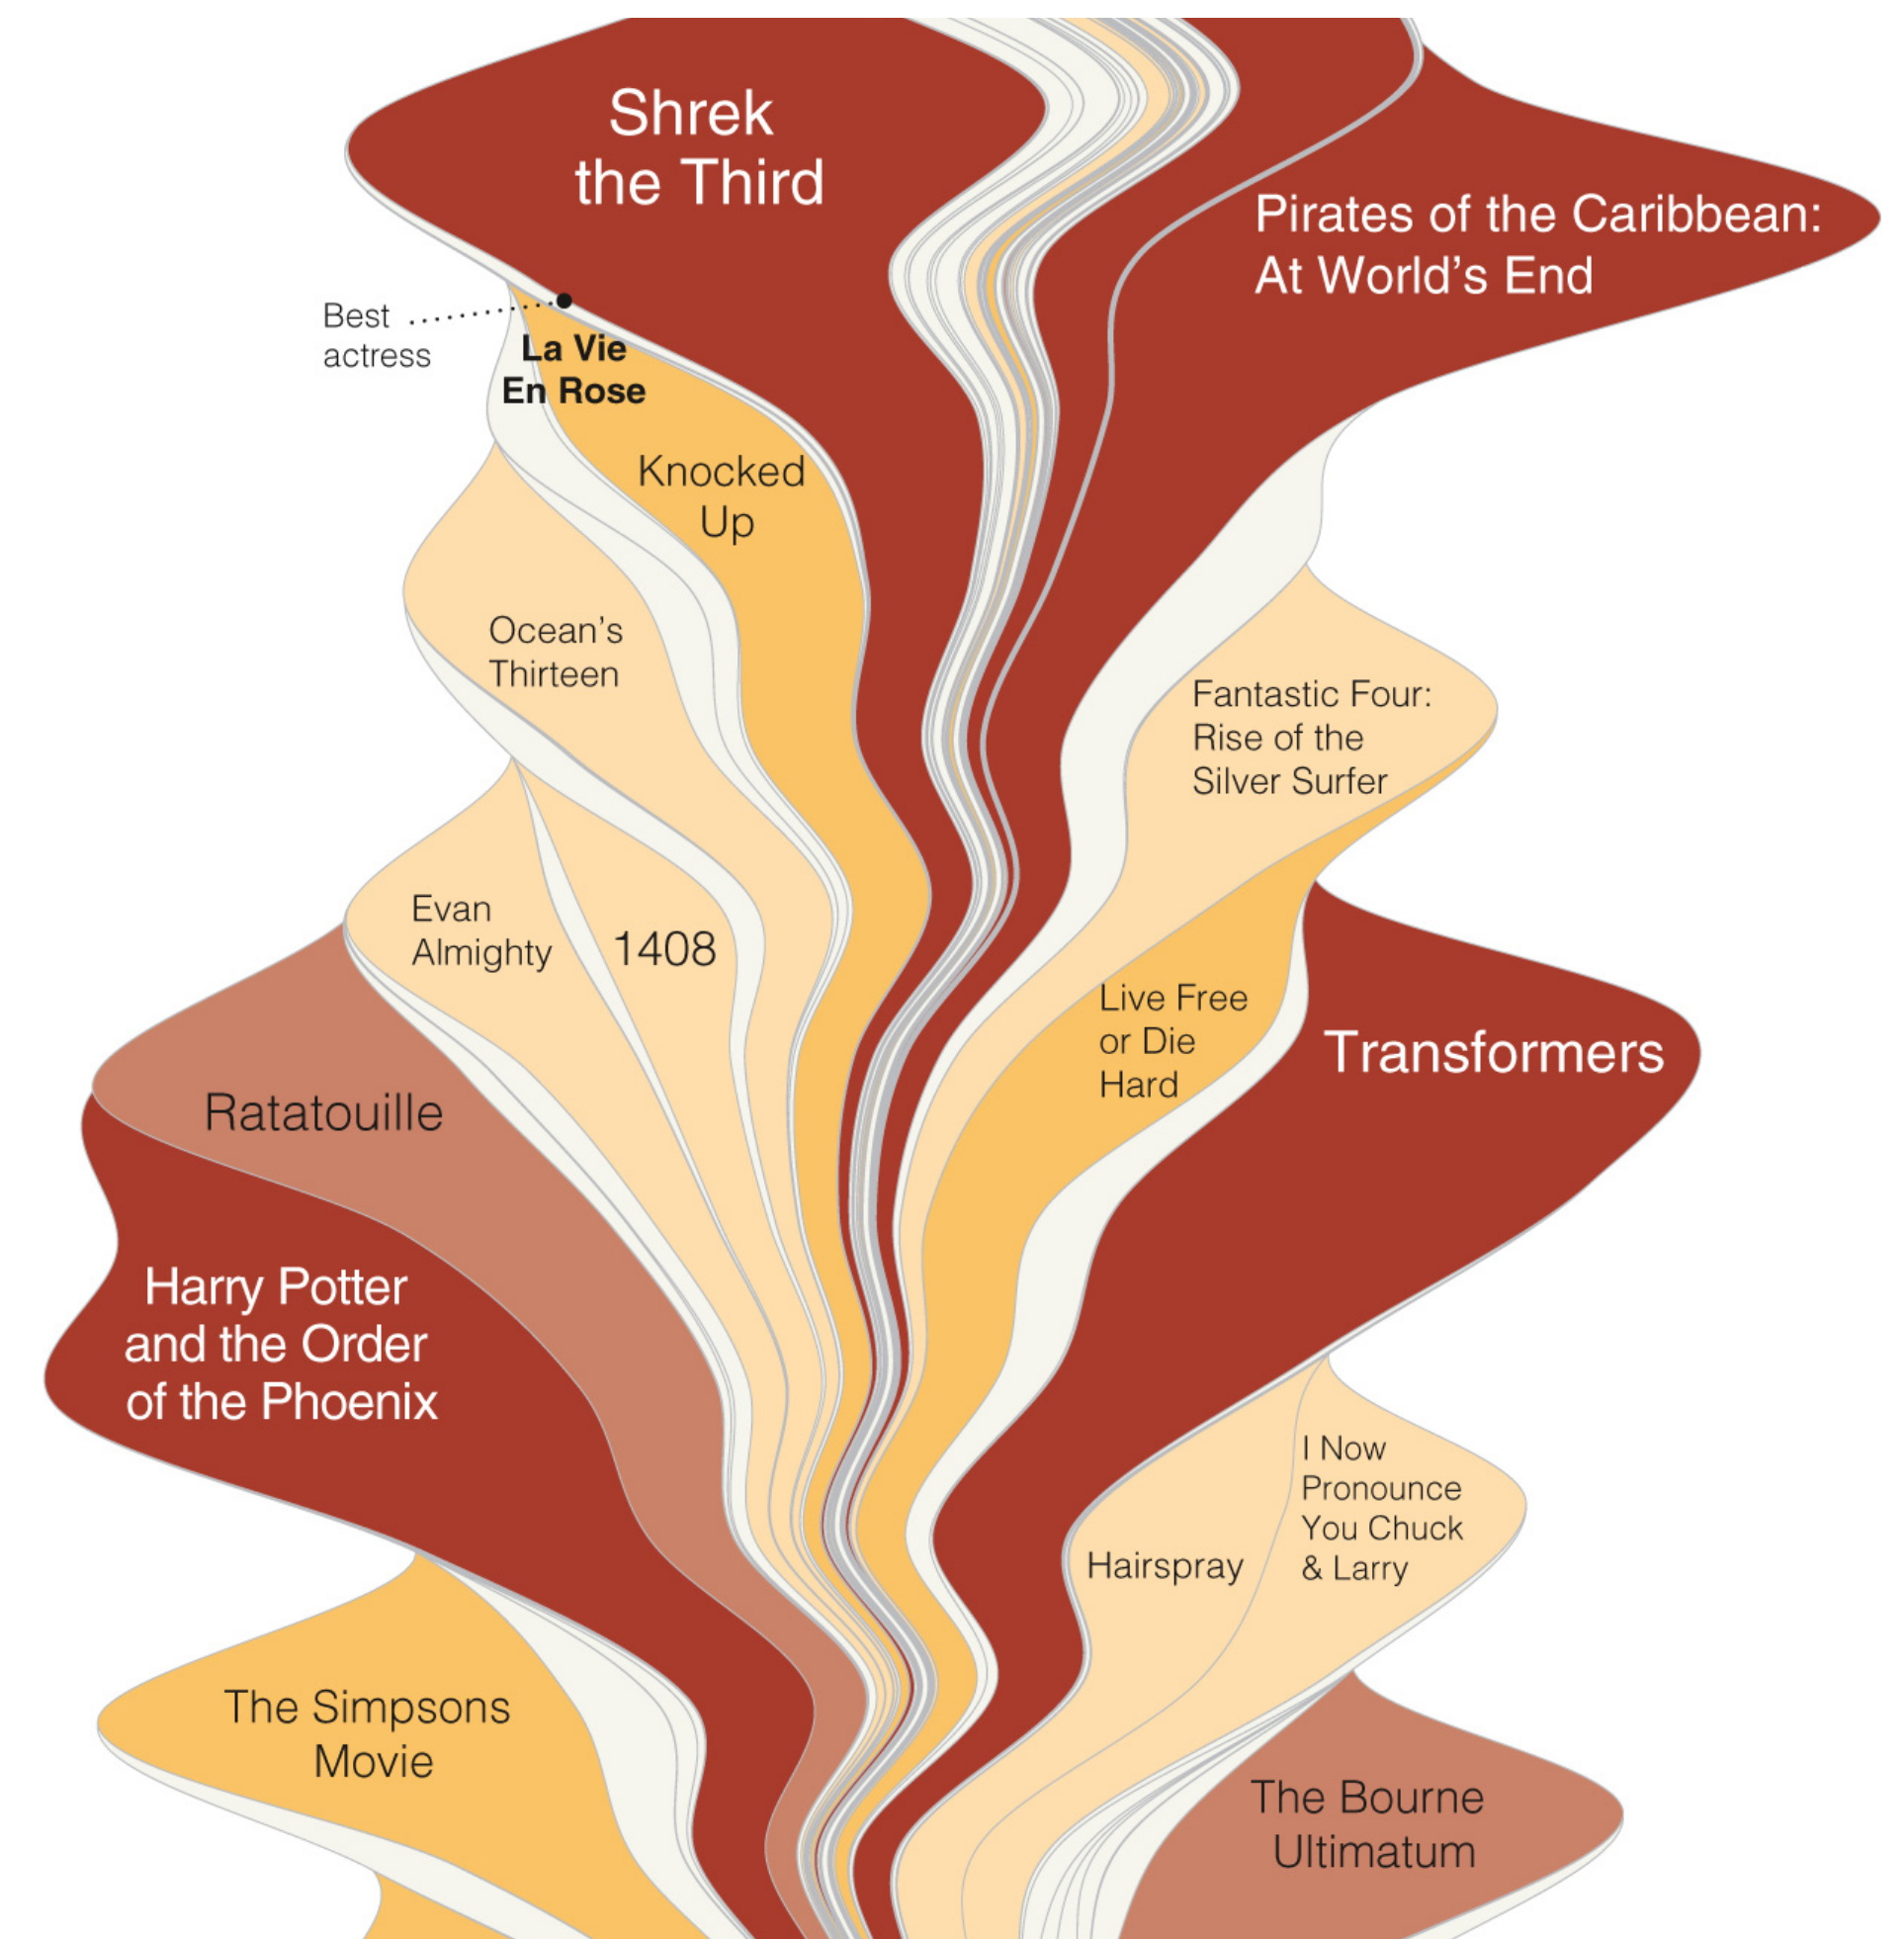 Shrek
the Third
Pirates of the Caribbean:
At World's End
Best
actress
La Vie
En Rose
Knocked
Up
Ocean's
Thirteen
Fantastic Four:
Rise of the
Silver Surfer
Evan
Almighty
1408
Live Free
or Die
Hard
Transformers
Ratatouille
Harry Potter
and the Order
of the Phoenix
I Now
Pronounce
You Chuck
& Larry
Hairspray
The Simpsons
Movie
The Bourne
Ultimatum